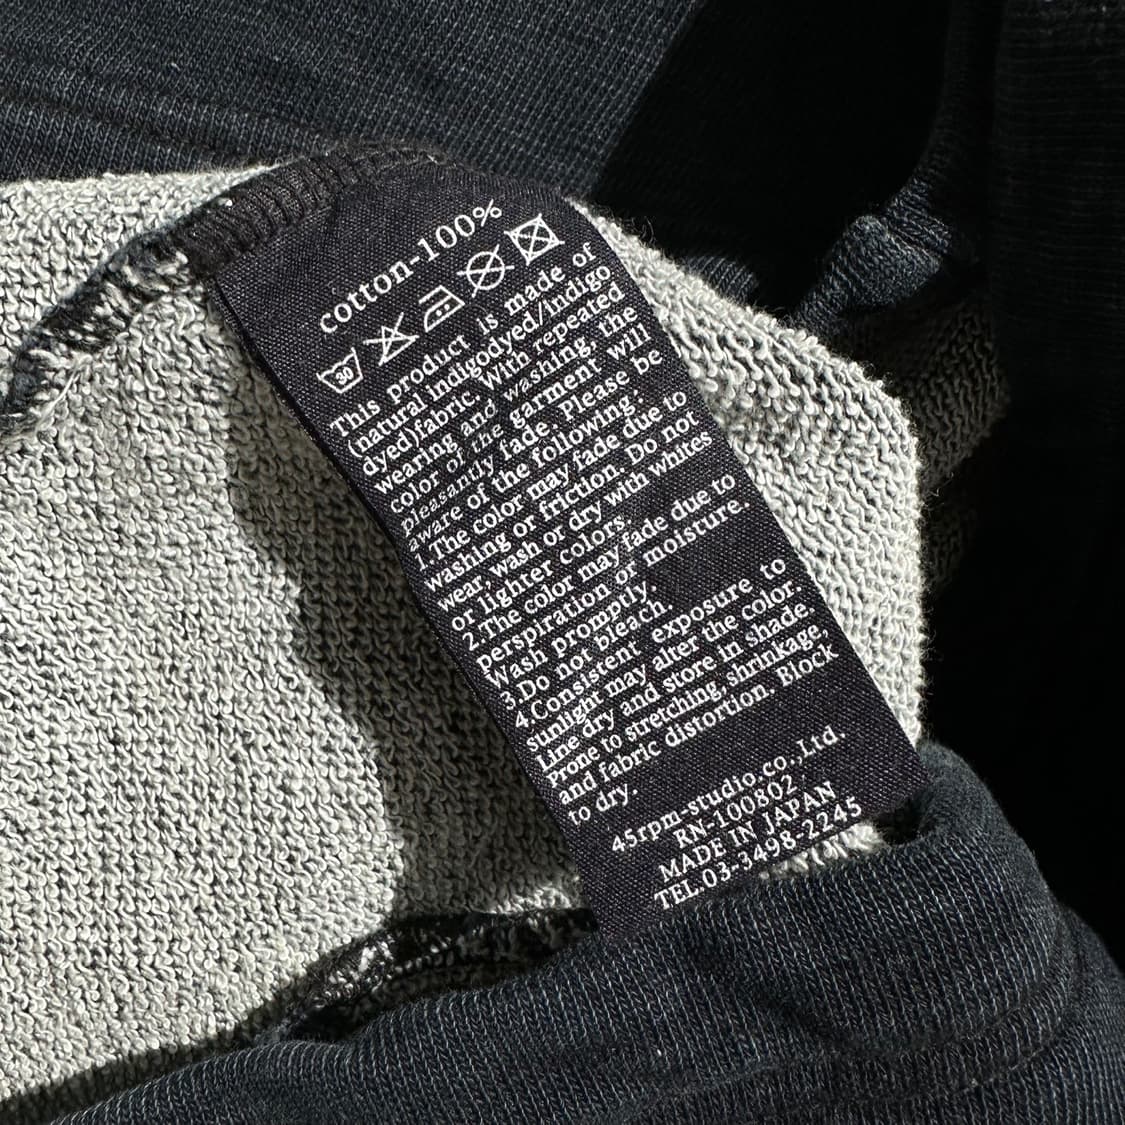 cotton-100%
30
This product is made of
(natural indigodyed/indigo
dyed)fabric. With repeated
wearing and washing, the
color of the garment will
pleasantly fade. Please be
aware of the following:
1.The color may fade due to
washing or friction. Do not
wear, wash or dry with whites
or lighter colors.
2.The color may fade due to
perspiration or moisture.
Wash promptly.
3.Do not bleach.
4.Consistent exposure to
sunlight may alter the color.
Line dry and store in shade.
Prone to stretching, shrinkage,
and fabric distortion. Block
to dry.
45rpm-studio.co.,Ltd.
RN-100802
MADE IN JAPAN
TEL.03-3498-2245